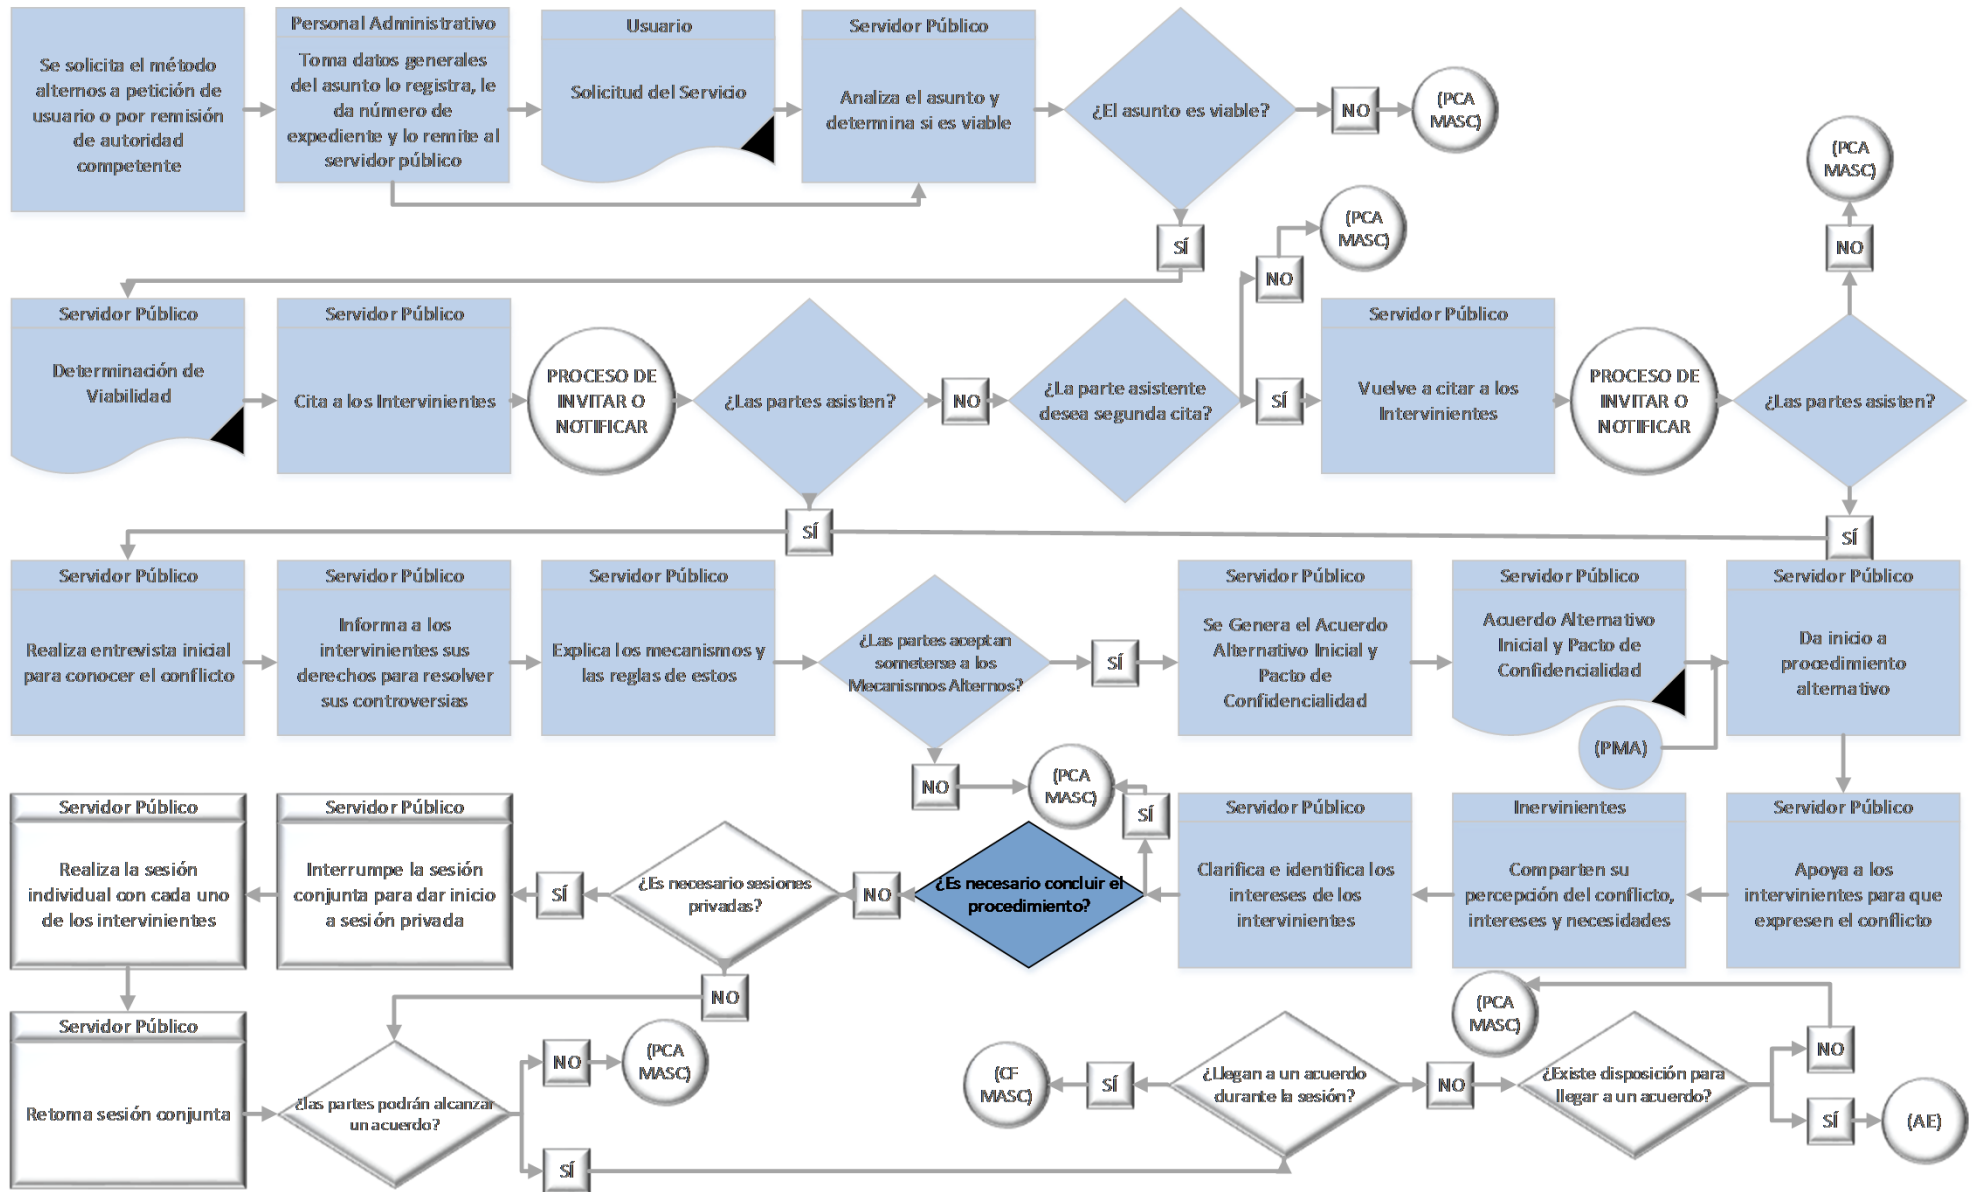 Se solicita el método
alternos a petición de
usuario o por remisión
de autoridad
competente
Personal Administrativo
Toma datos generales
del asunto lo registra, le
da número de
expediente y lo remite al
servidor público
Usuario
Solicitud del Servicio
Servidor Público
Analiza el asunto y
determina si es viable
¿El asunto es viable?
NO
(PCA
MASC)
SÍ
NO
(PCA
MASC)
(PCA
MASC)
NO
Servidor Público
Determinación de
Viabilidad
Servidor Público
Cita a los Intervinientes
PROCESO DE
INVITAR O
NOTIFICAR
¿Las partes asisten?
NO
¿La parte asistente
desea segunda cita?
SÍ
Servidor Público
Vuelve a citar a los
Intervinientes
PROCESO DE
INVITAR O
NOTIFICAR
¿Las partes asisten?
SÍ
SÍ
Servidor Público
Realiza entrevista inicial
para conocer el conflicto
Servidor Público
Informa a los
intervinientes sus
derechos para resolver
sus controversias
Servidor Público
Explica los mecanismos y
las reglas de estos
¿Las partes aceptan
someterse a los
Mecanismos Alternos?
SÍ
Servidor Público
Se Genera el Acuerdo
Alternativo Inicial y
Pacto de
Confidencialidad
Servidor Público
Acuerdo Alternativo
Inicial y Pacto de
Confidencialidad
(PMA)
Servidor Público
Da inicio a
procedimiento
alternativo
NO
(PCA
MASC)
SÍ
Servidor Público
Realiza la sesión
individual con cada uno
de los intervinientes
Servidor Público
Interrumpe la sesión
conjunta para dar inicio
a sesión privada
SÍ
¿Es necesario sesiones
privadas?
NO
¿Es necesario concluir el
procedimiento?
Servidor Público
Clarifica e identifica los
intereses de los
intervinientes
Inervinientes
Comparten su
percepción del conflicto,
intereses y necesidades
Servidor Público
Apoya a los
intervinientes para que
expresen el conflicto
NO
Servidor Público
Retoma sesión conjunta
¿las partes podrán alcanzar
un acuerdo?
NO
(PCA
MASC)
SÍ
(CF
MASC)
SÍ
¿Llegan a un acuerdo
durante la sesión?
NO
(PCA
MASC)
¿Existe disposición para
llegar a un acuerdo?
NO
SÍ
(AE)